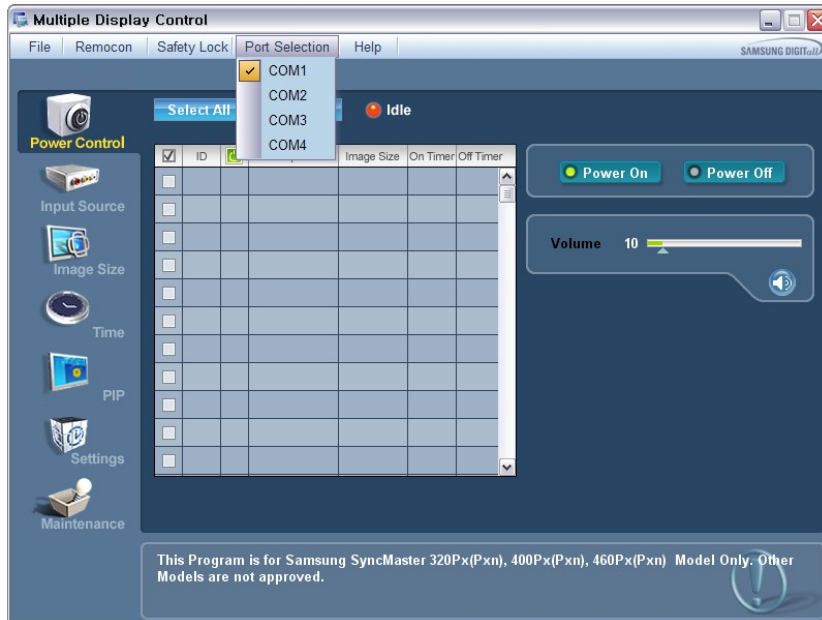 Multiple Display Control
File Remocon Safety Lock Port Selection Help
SAMSUNG DIGITall
COM1
COM2
COM3
COM4
Select All
Idle
Power Control
Input Source
Image Size
Time
PIP
Settings
Maintenance
ID Image Size On Timer Off Timer
Power On Power Off
Volume 10
This Program is for Samsung SyncMaster 320Px(Pxn), 400Px(Pxn), 460Px(Pxn) Model Only. Other
Models are not approved.